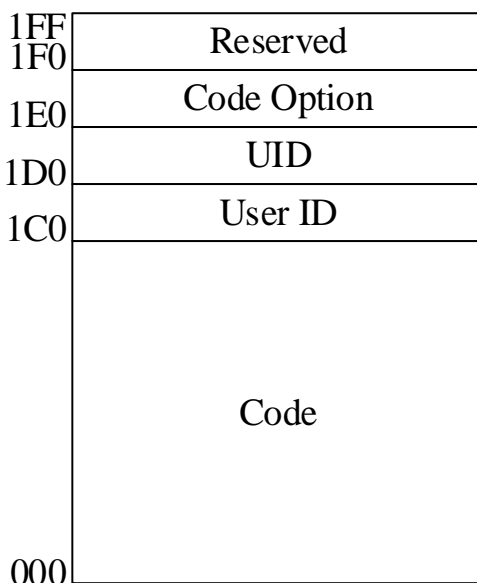 1FF
Reserved
1F0
Code Option
1E0
UID
1D0
User ID
1C0
Code
000